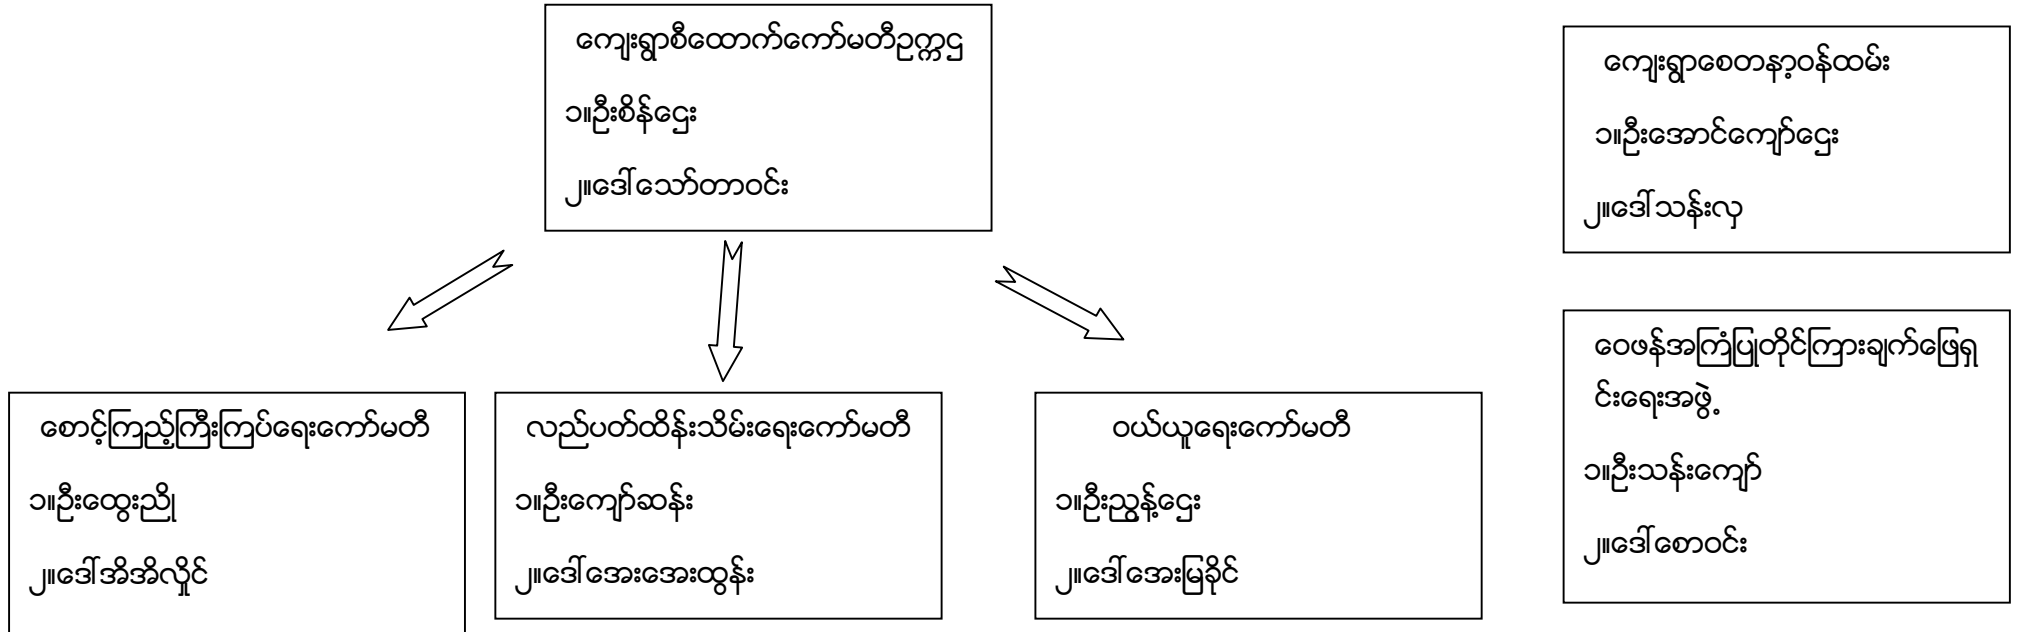 ကျေးရွာစီထောက်ကော်မတီဥက္ကဌ
၁။ဦးစိန်ဌေး
၂။ဒေါ်သော်တာဝင်း
ကျေးရွာစေတနာ့ဝန်ထမ်း
၁။ဦးအောင်ကျော်ဌေး
၂။ဒေါ်သန်းလှ
စောင့်ကြည့်ကြီးကြပ်ရေးကော်မတီ
၁။ဦးထွေးညို
၂။ဒေါ်အိအိလှိုင်
လည်ပတ်ထိန်းသိမ်းရေးကော်မတီ
၁။ဦးကျော်ဆန်း
၂။ဒေါ်အေးအေးထွန်း
ဝယ်ယူရေးကော်မတီ
၁။ဦးညွန့်ဌေး
၂။ဒေါ်အေးမြခိုင်
ဝေဖန်အကြံပြုတိုင်ကြားချက်ဖြေရှ
င်းရေးအဖွဲ့
၁။ဦးသန်းကျော်
၂။ဒေါ်စောဝင်း